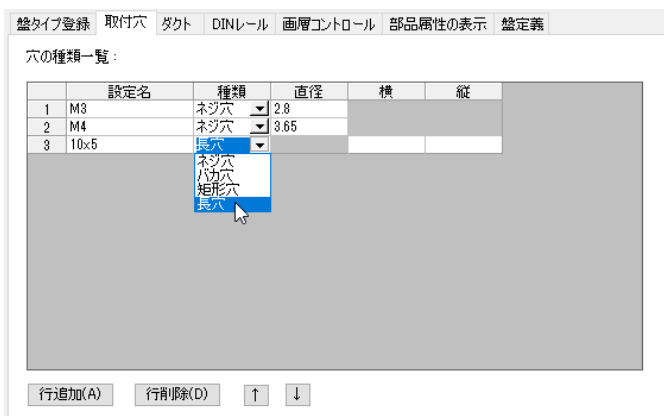 盤タイプ登録 取付穴 ダクト DINレール 画層コントロール 部品属性の表示 盤定義
穴の種類一覧:
設定名 種類 直径 横 縦
1 M3 ネジ穴 2.8
2 M4 ネジ穴 3.65
3 10x5 長穴
ネジ穴
バカ穴
矩形穴
長穴
行追加(A) 行削除(D) ↑ ↓